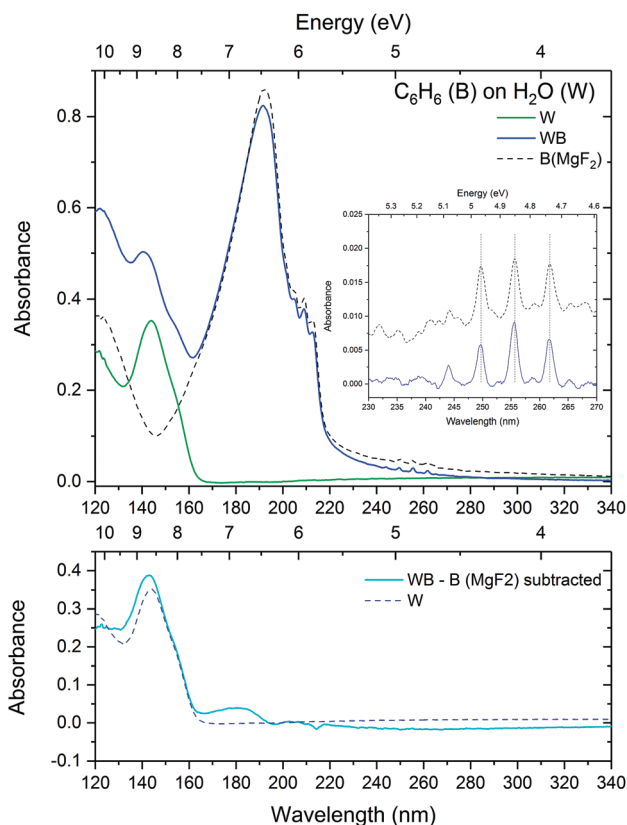 Energy (eV)
10 9 8 7 6 5 4
C₆H₆ (B) on H₂O (W)
W
WB
B(MgF₂)
Absorbance
0.8
0.6
0.4
0.2
0.0
Energy (eV)
5.3 5.2 5.1 5 4.9 4.8 4.7 4.6
Absorbance
0.025
0.020
0.015
0.010
0.005
0.000
230 235 240 245 250 255 260 265 270
Wavelength (nm)
120 140 160 180 200 220 240 260 280 300 320 340
10 9 8 7 6 5 4
WB - B (MgF2) subtracted
W
Absorbance
0.4
0.3
0.2
0.1
0.0
-0.1
120 140 160 180 200 220 240 260 280 300 320 340
Wavelength (nm)